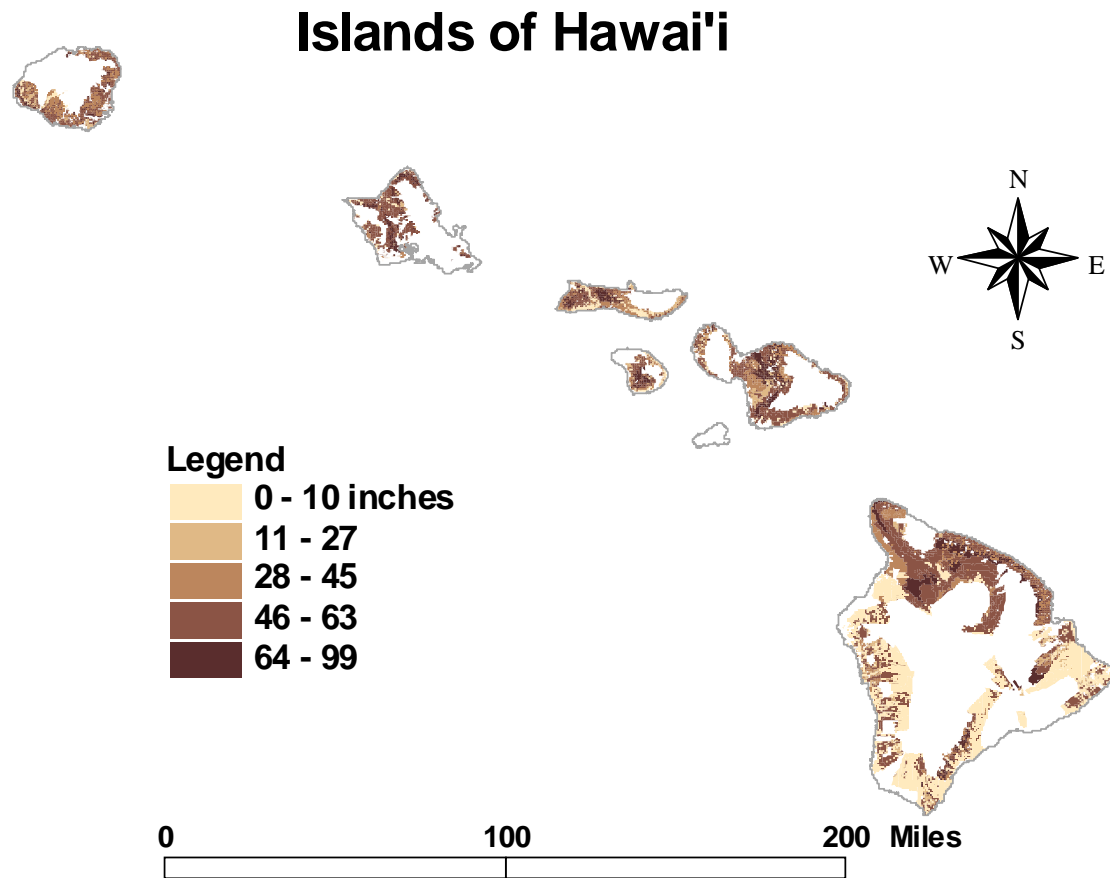 Islands of Hawai'i
N
W E
S
Legend
0 - 10 inches
11 - 27
28 - 45
46 - 63
64 - 99
0 100 200 Miles